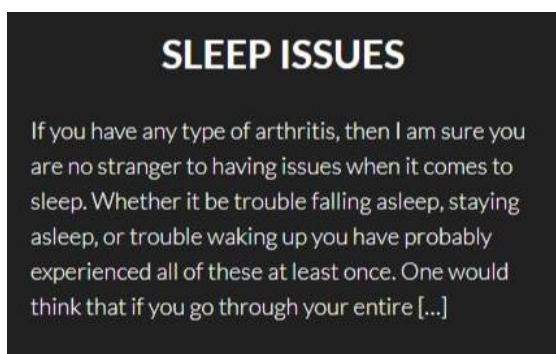 SLEEP ISSUES
If you have any type of arthritis, then I am sure you
are no stranger to having issues when it comes to
sleep. Whether it be trouble falling asleep, staying
asleep, or trouble waking up you have probably
experienced all of these at least once. One would
think that if you go through your entire [...]